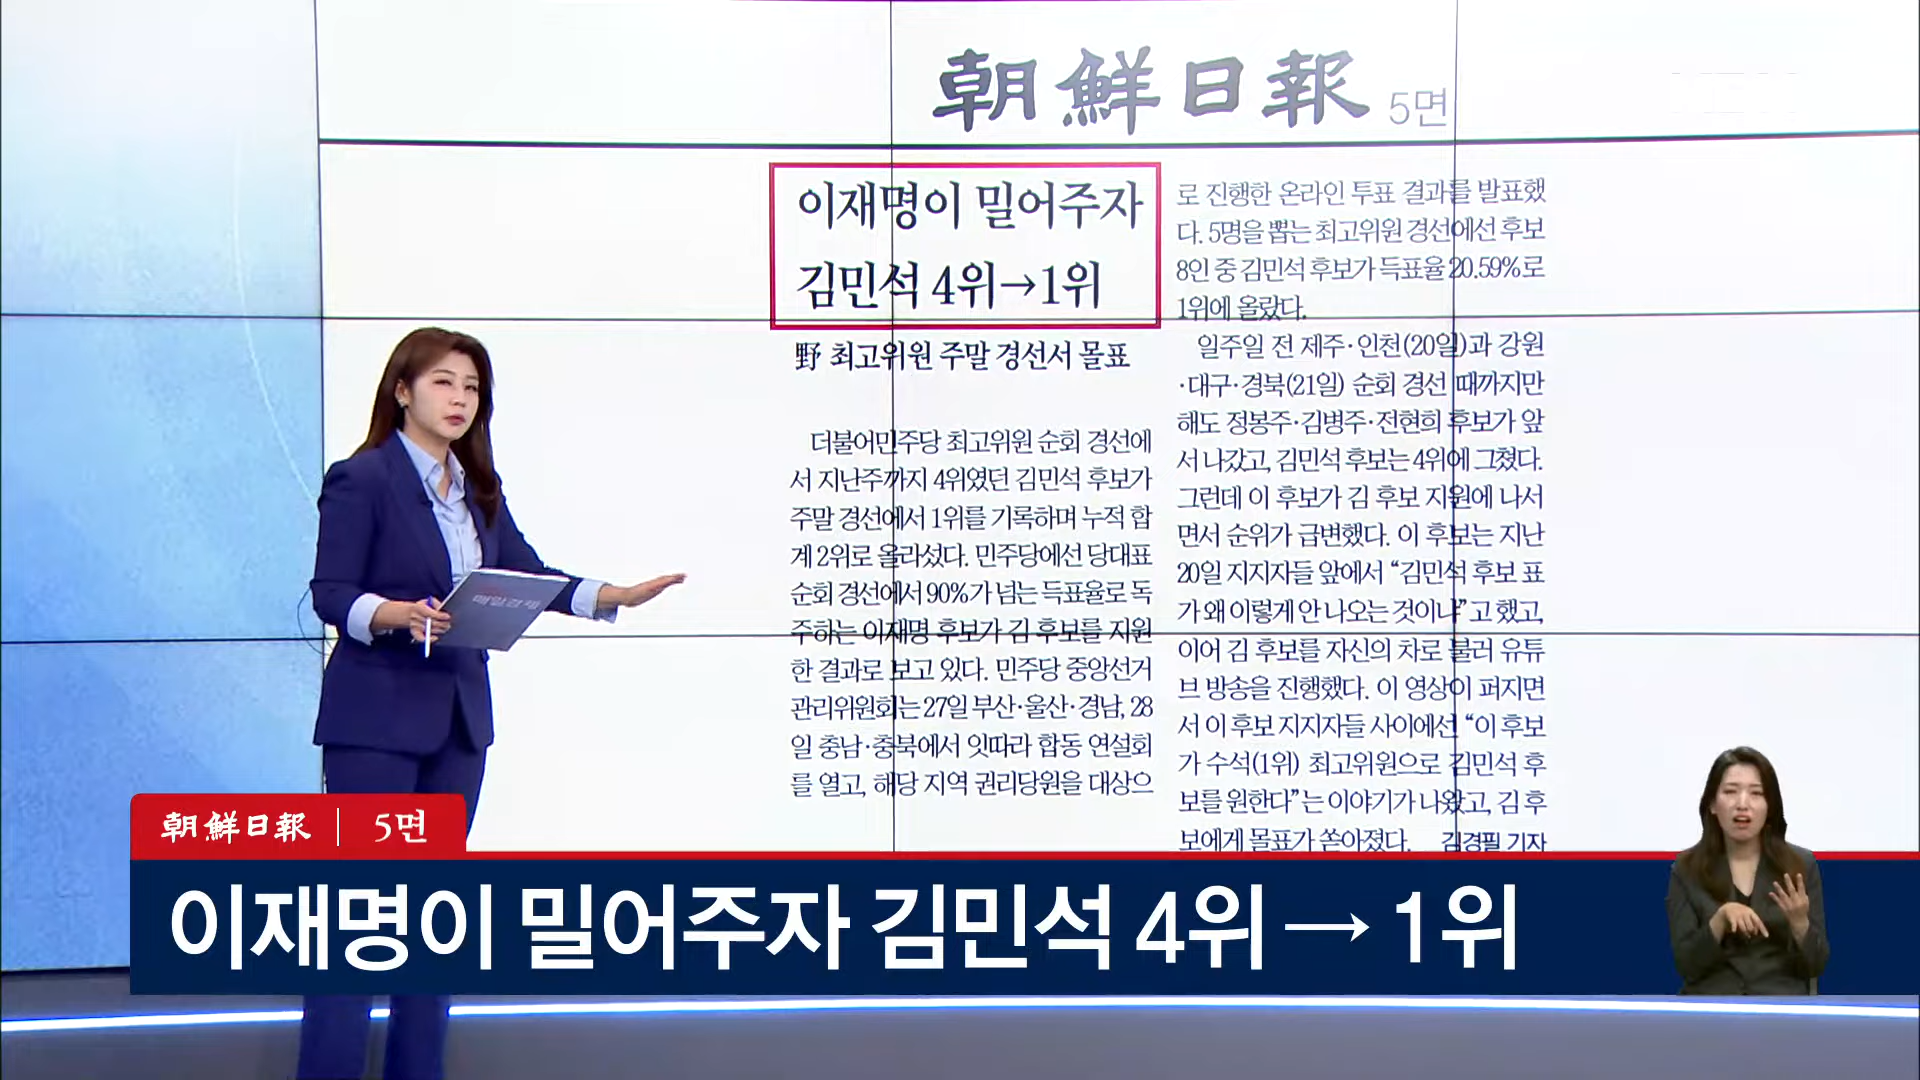 朝鮮日報 5면
이재명이 밀어주자
김민석 4위→1위
野 최고위원 주말 경선서 몰표
더불어민주당 최고위원 순회 경선에
서 지난주까지 4위였던 김민석 후보가
주말 경선에서 1위를 기록하며 누적 합
계 2위로 올라섰다. 민주당에선 당대표
순회 경선에서 90%가 넘는 득표율로 독
주하는 이재명 후보가 김 후보를 지원
한 결과로 보고 있다. 민주당 중앙선거
관리위원회는 27일 부산·울산·경남, 28
일 충남·충북에서 잇따라 합동 연설회
를 열고, 해당 지역 권리당원을 대상으
로 진행한 온라인 투표 결과를 발표했
다. 5명을 뽑는 최고위원 경선에선 후보
8인 중 김민석 후보가 득표율 20.59%로
1위에 올랐다.
일주일 전 제주·인천(20일)과 강원
·대구·경북(21일) 순회 경선 때까지만
해도 정봉주·김병주·전현희 후보가 앞
서 나갔고, 김민석 후보는 4위에 그쳤다.
그런데 이 후보가 김 후보 지원에 나서
면서 순위가 급변했다. 이 후보는 지난
20일 지지자들 앞에서 “김민석 후보 표
가 왜 이렇게 안 나오는 것이냐”고 했고,
이어 김 후보를 자신의 차로 불러 유튜
브 방송을 진행했다. 이 영상이 퍼지면
서 이 후보 지지자들 사이에선 “이 후보
가 수석(1위) 최고위원으로 김민석 후
보를 원한다”는 이야기가 나왔고, 김 후
보에게 몰표가 쏟아졌다. 김경필 기자
매일경제
朝鮮日報 | 5면
이재명이 밀어주자 김민석 4위→1위